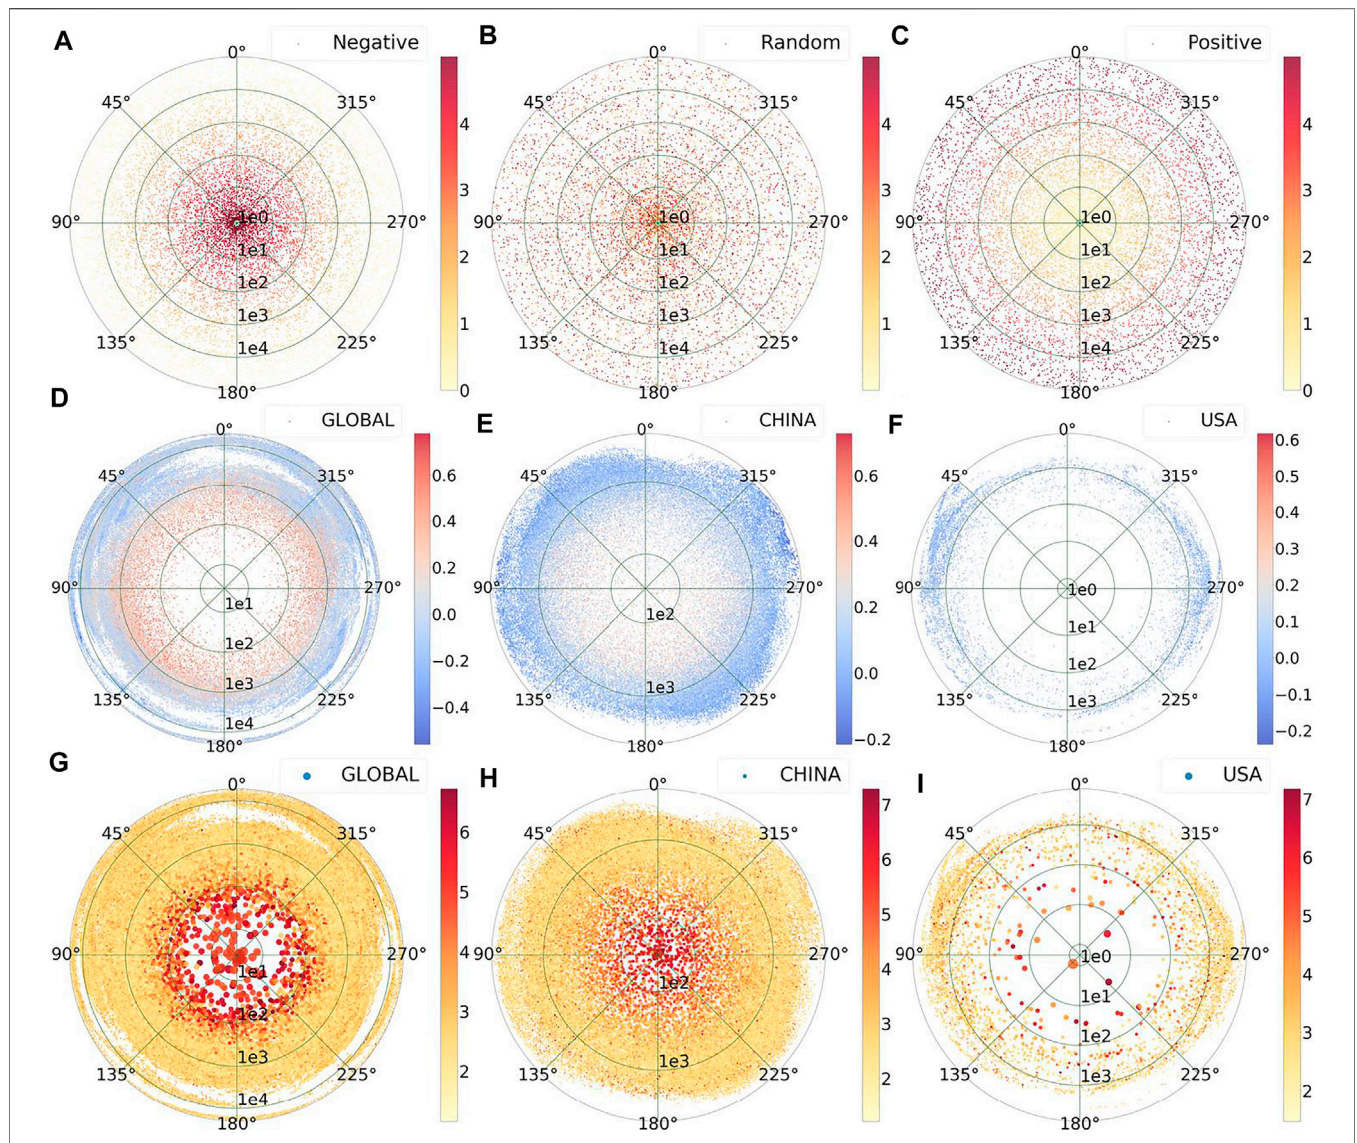 A
Negative
0°
45°
315°
90°
270°
135°
225°
180°
1e0
1e1
1e2
1e3
1e4
4
3
2
1
0
B
Random
0°
45°
315°
90°
270°
135°
225°
180°
1e0
1e1
1e2
1e3
1e4
4
3
2
1
C
Positive
0°
45°
315°
90°
270°
135°
225°
180°
1e0
1e1
1e2
1e3
1e4
4
3
2
1
0
D
GLOBAL
0°
45°
315°
90°
270°
135°
225°
180°
1e1
1e2
1e3
1e4
0.6
0.4
0.2
0.0
−0.2
−0.4
E
CHINA
0°
45°
315°
90°
270°
135°
225°
180°
1e2
1e3
0.6
0.4
0.2
0.0
−0.2
F
USA
0°
45°
315°
90°
270°
135°
225°
180°
1e0
1e1
1e2
1e3
0.6
0.5
0.4
0.3
0.2
0.1
0.0
−0.1
−0.2
G
GLOBAL
0°
45°
315°
90°
270°
135°
225°
180°
1e1
1e2
1e3
1e4
6
5
4
3
2
H
CHINA
0°
45°
315°
90°
270°
135°
225°
180°
1e2
1e3
7
6
5
4
3
2
I
USA
0°
45°
315°
90°
270°
135°
225°
180°
1e0
1e1
1e2
1e3
7
6
5
4
3
2